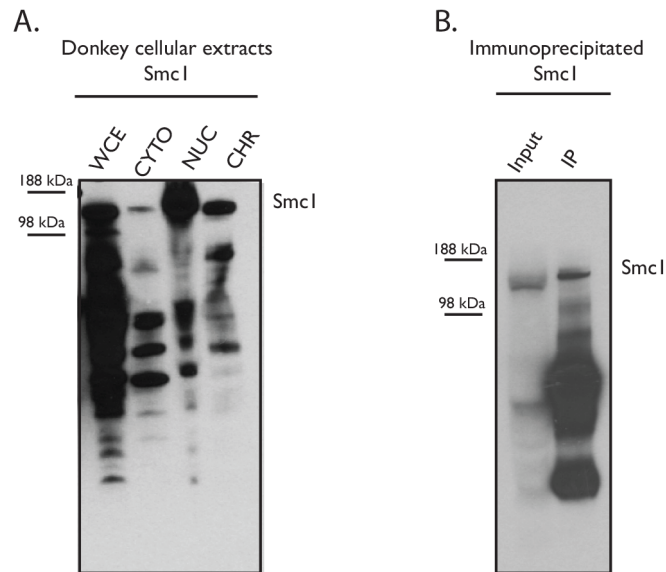 A.
Donkey cellular extracts
Smc1
WCE CYTO NUC CHR
188 kDa
98 kDa
Smc1
B.
Immunoprecipitated
Smc1
Input IP
188 kDa
98 kDa
Smc1